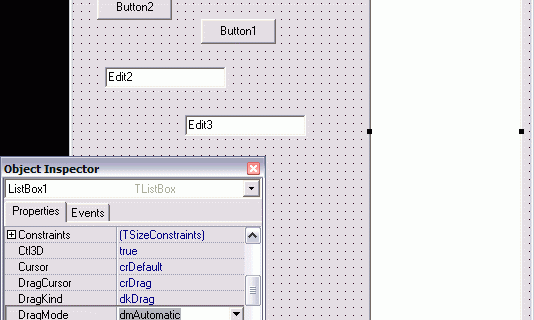 Button2
Button1
Edit2
Edit3
Object Inspector
ListBox1 TListBox
Properties Events
Constraints (TSizeConstraints)
Ctl3D true
Cursor crDefault
DragCursor crDrag
DragKind dkDrag
DragMode dmAutomatic